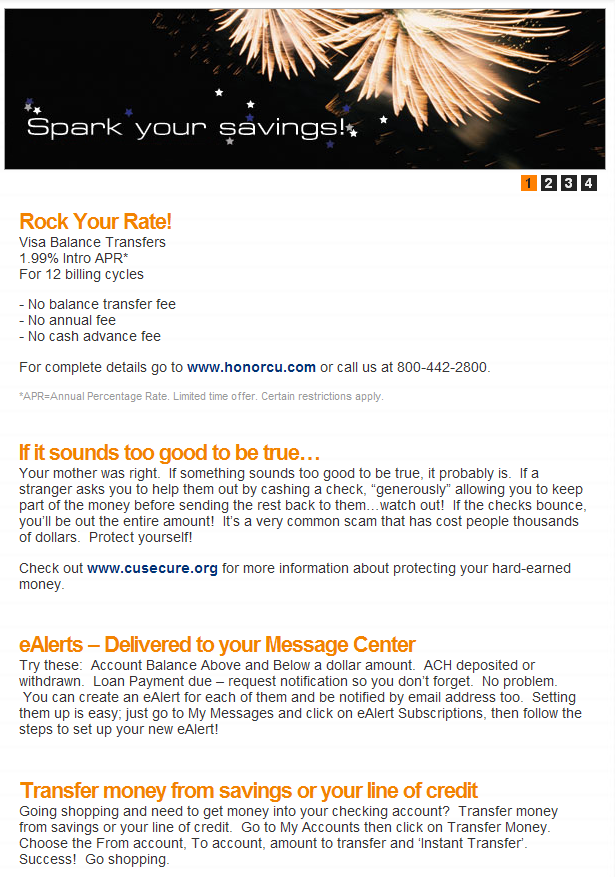 Spark your savings!
1 2 3 4
Rock Your Rate!
Visa Balance Transfers
1.99% Intro APR*
For 12 billing cycles
- No balance transfer fee
- No annual fee
- No cash advance fee
For complete details go to www.honorcu.com or call us at 800-442-2800.
*APR=Annual Percentage Rate. Limited time offer. Certain restrictions apply.
If it sounds too good to be true…
Your mother was right.  If something sounds too good to be true, it probably is.  If a
stranger asks you to help them out by cashing a check, “generously” allowing you to keep
part of the money before sending the rest back to them…watch out!  If the checks bounce,
you’ll be out the entire amount!  It’s a very common scam that has cost people thousands
of dollars.  Protect yourself!
Check out www.cusecure.org for more information about protecting your hard-earned
money.
eAlerts – Delivered to your Message Center
Try these:  Account Balance Above and Below a dollar amount.  ACH deposited or
withdrawn.  Loan Payment due – request notification so you don’t forget.  No problem.
You can create an eAlert for each of them and be notified by email address too.  Setting
them up is easy; just go to My Messages and click on eAlert Subscriptions, then follow the
steps to set up your new eAlert!
Transfer money from savings or your line of credit
Going shopping and need to get money into your checking account?  Transfer money
from savings or your line of credit.  Go to My Accounts then click on Transfer Money.
Choose the From account, To account, amount to transfer and ‘Instant Transfer’.
Success!  Go shopping.